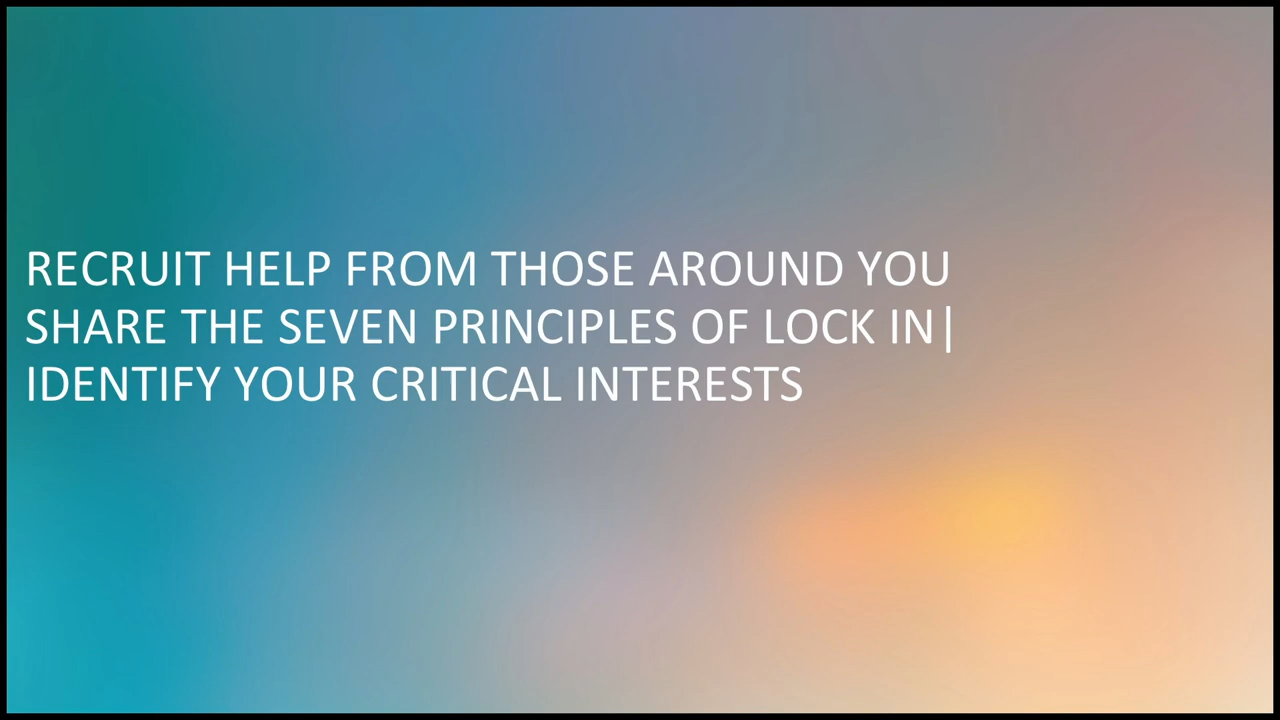 RECRUIT HELP FROM THOSE AROUND YOU
SHARE THE SEVEN PRINCIPLES OF LOCK IN|
IDENTIFY YOUR CRITICAL INTERESTS